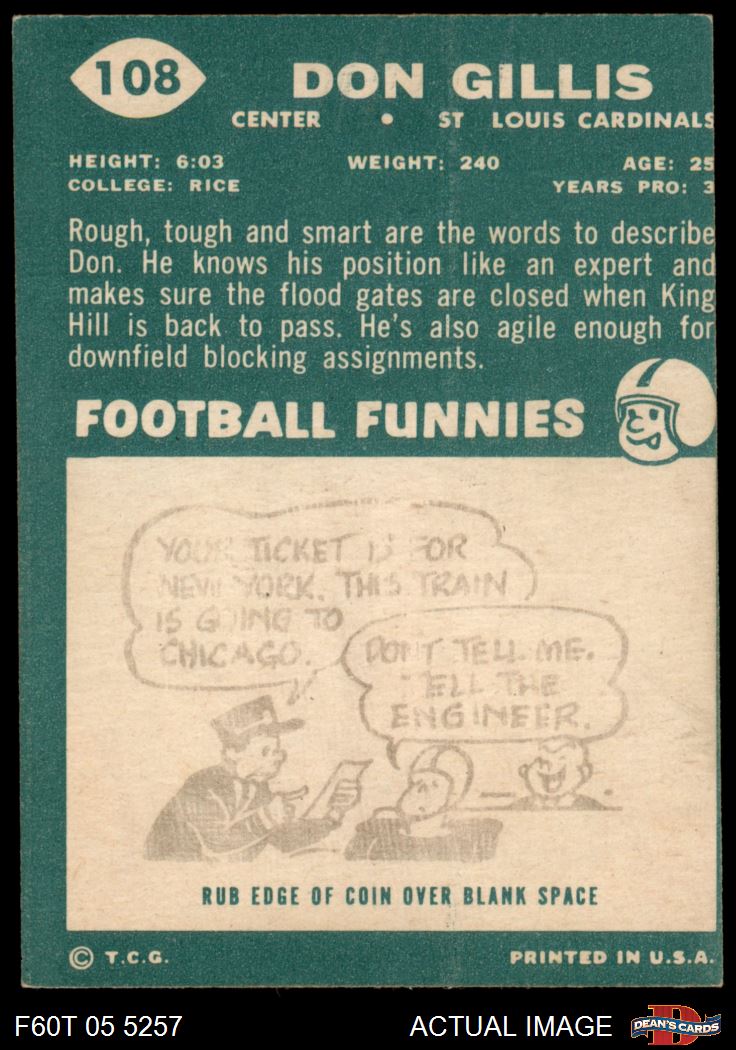 108
DON GILLIS
CENTER • ST LOUIS CARDINALS
HEIGHT: 6:03 WEIGHT: 240 AGE: 25
COLLEGE: RICE YEARS PRO: 3
Rough, tough and smart are the words to describe
Don. He knows his position like an expert and
makes sure the flood gates are closed when King
Hill is back to pass. He's also agile enough for
downfield blocking assignments.
FOOTBALL FUNNIES
YOUR TICKET IS FOR
NEW YORK. THIS TRAIN
IS GOING TO
CHICAGO.
DON'T TELL ME.
TELL THE
ENGINEER.
RUB EDGE OF COIN OVER BLANK SPACE
© T.C.G. PRINTED IN U.S.A.
F60T 05 5257 ACTUAL IMAGE DEAN'S CARDS